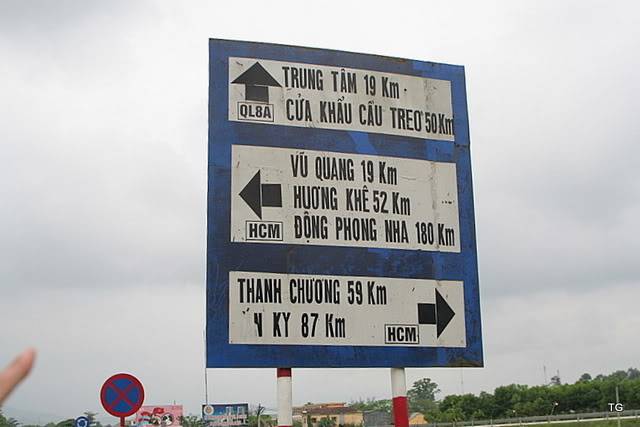 TRUNG TÂM 19 Km
QL8A
CỬA KHẨU CẦU TREO 50Km
VŨ QUANG 19 Km
HƯƠNG KHÊ 52 Km
HCM
ĐỘNG PHONG NHA 180 Km
THANH CHƯƠNG 59 Km
KỲ 87 Km
HCM
TG